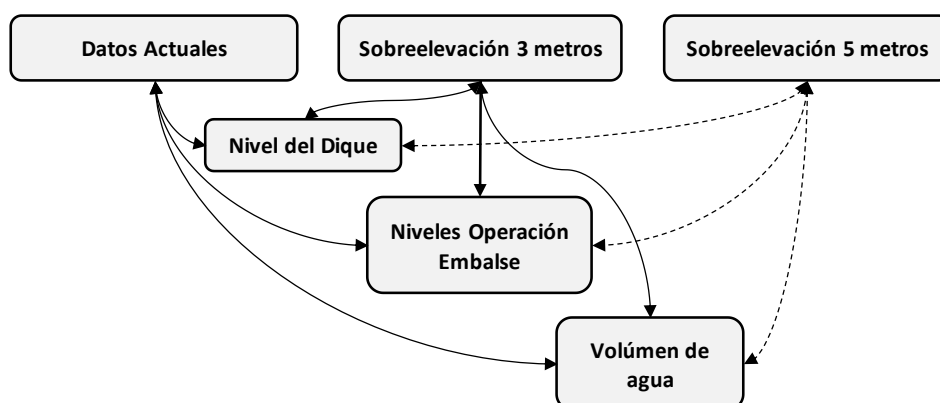 Datos Actuales
Sobreelevación 3 metros
Sobreelevación 5 metros
Nivel del Dique
Niveles Operación
Embalse
Volúmen de
agua